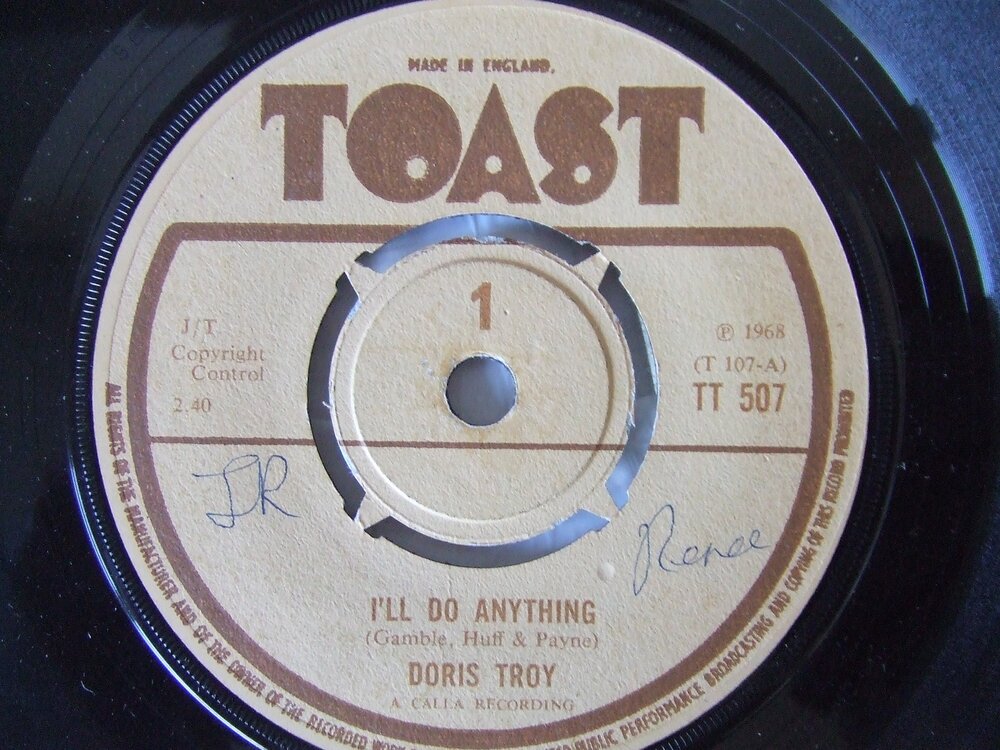 MADE IN ENGLAND.
TOAST
1
J/T
Copyright
Control
2.40
℗ 1968
(T 107-A)
TT 507
Renee
I'LL DO ANYTHING
(Gamble, Huff & Payne)
DORIS TROY
A CALLA RECORDING
ALL RIGHTS OF THE MANUFACTURER AND OF THE OWNER OF THE RECORDED WORK
PUBLIC PERFORMANCE BROADCASTING AND COPYING OF THIS RECORD PROHIBITED